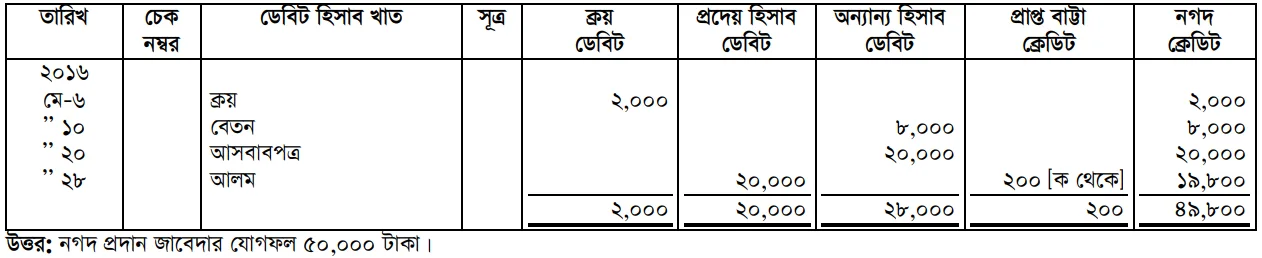 তারিখ চেক নম্বর ডেবিট হিসাব খাত সূত্র ক্রয় ডেবিট প্রদেয় হিসাব ডেবিট অন্যান্য হিসাব ডেবিট প্রাপ্ত বাট্টা ক্রেডিট নগদ ক্রেডিট
২০১৬
মে-৬ ক্রয় ২,০০০ ২,০০০
” ১০ বেতন ৮,০০০ ৮,০০০
” ২০ আসবাবপত্র ২০,০০০ ২০,০০০
” ২৮ আলম ২০,০০০ ২০০ [ক থেকে] ১৯,৮০০
২,০০০ ২০,০০০ ২৮,০০০ ২০০ ৪৯,৮০০
উত্তর: নগদ প্রদান জাবেদার যোগফল ৫০,০০০ টাকা।